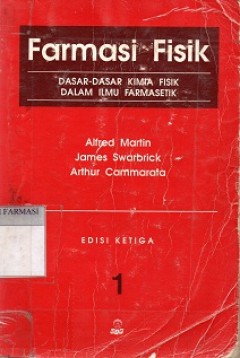 Farmasi Fisik
DASAR-DASAR KIMIA FISIK
DALAM ILMU FARMASETIK
Alfred Martin
James Swarbrick
Arthur Cammarata
FARMASI
EDISI KETIGA
1